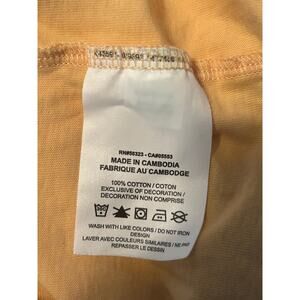 RN#56323 - CA#05553
MADE IN CAMBODIA
FABRIQUE AU CAMBODGE
100% COTTON / COTON
EXCLUSIVE OF DECORATION /
DECORATION NON COMPRISE
WASH WITH LIKE COLORS / DO NOT IRON
DESIGN
LAVER AVEC COULEURS SIMILAIRES / NE PAS
REPASSER LE DESSIN